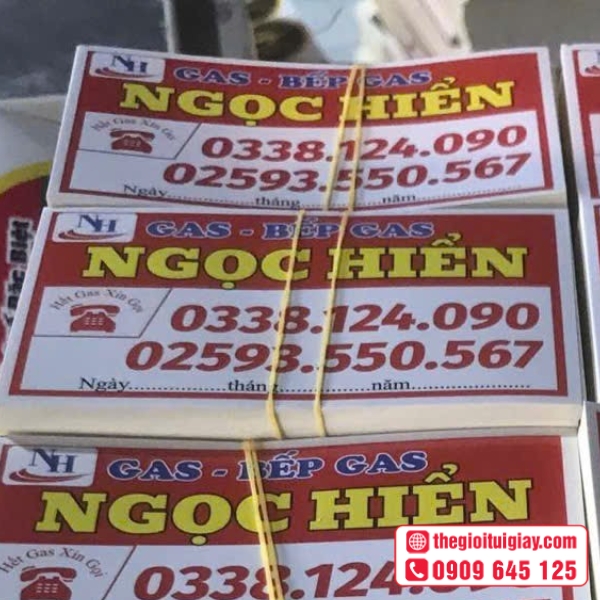 NH
GAS - BẾP GAS
NGỌC HIỂN
Hết Gas Xin Gọi
0338.124.090
02593.550.567
Ngày...............tháng...............năm...............
NH
GAS - BẾP GAS
NGỌC HIỂN
Hết Gas Xin Gọi
0338.124.090
02593.550.567
Ngày...............tháng...............năm...............
NH
GAS - BẾP GAS
NGỌC HIỂN
Hết Gas Xin Gọi
0338.124.
thegioituigiay.com
0909 645 125